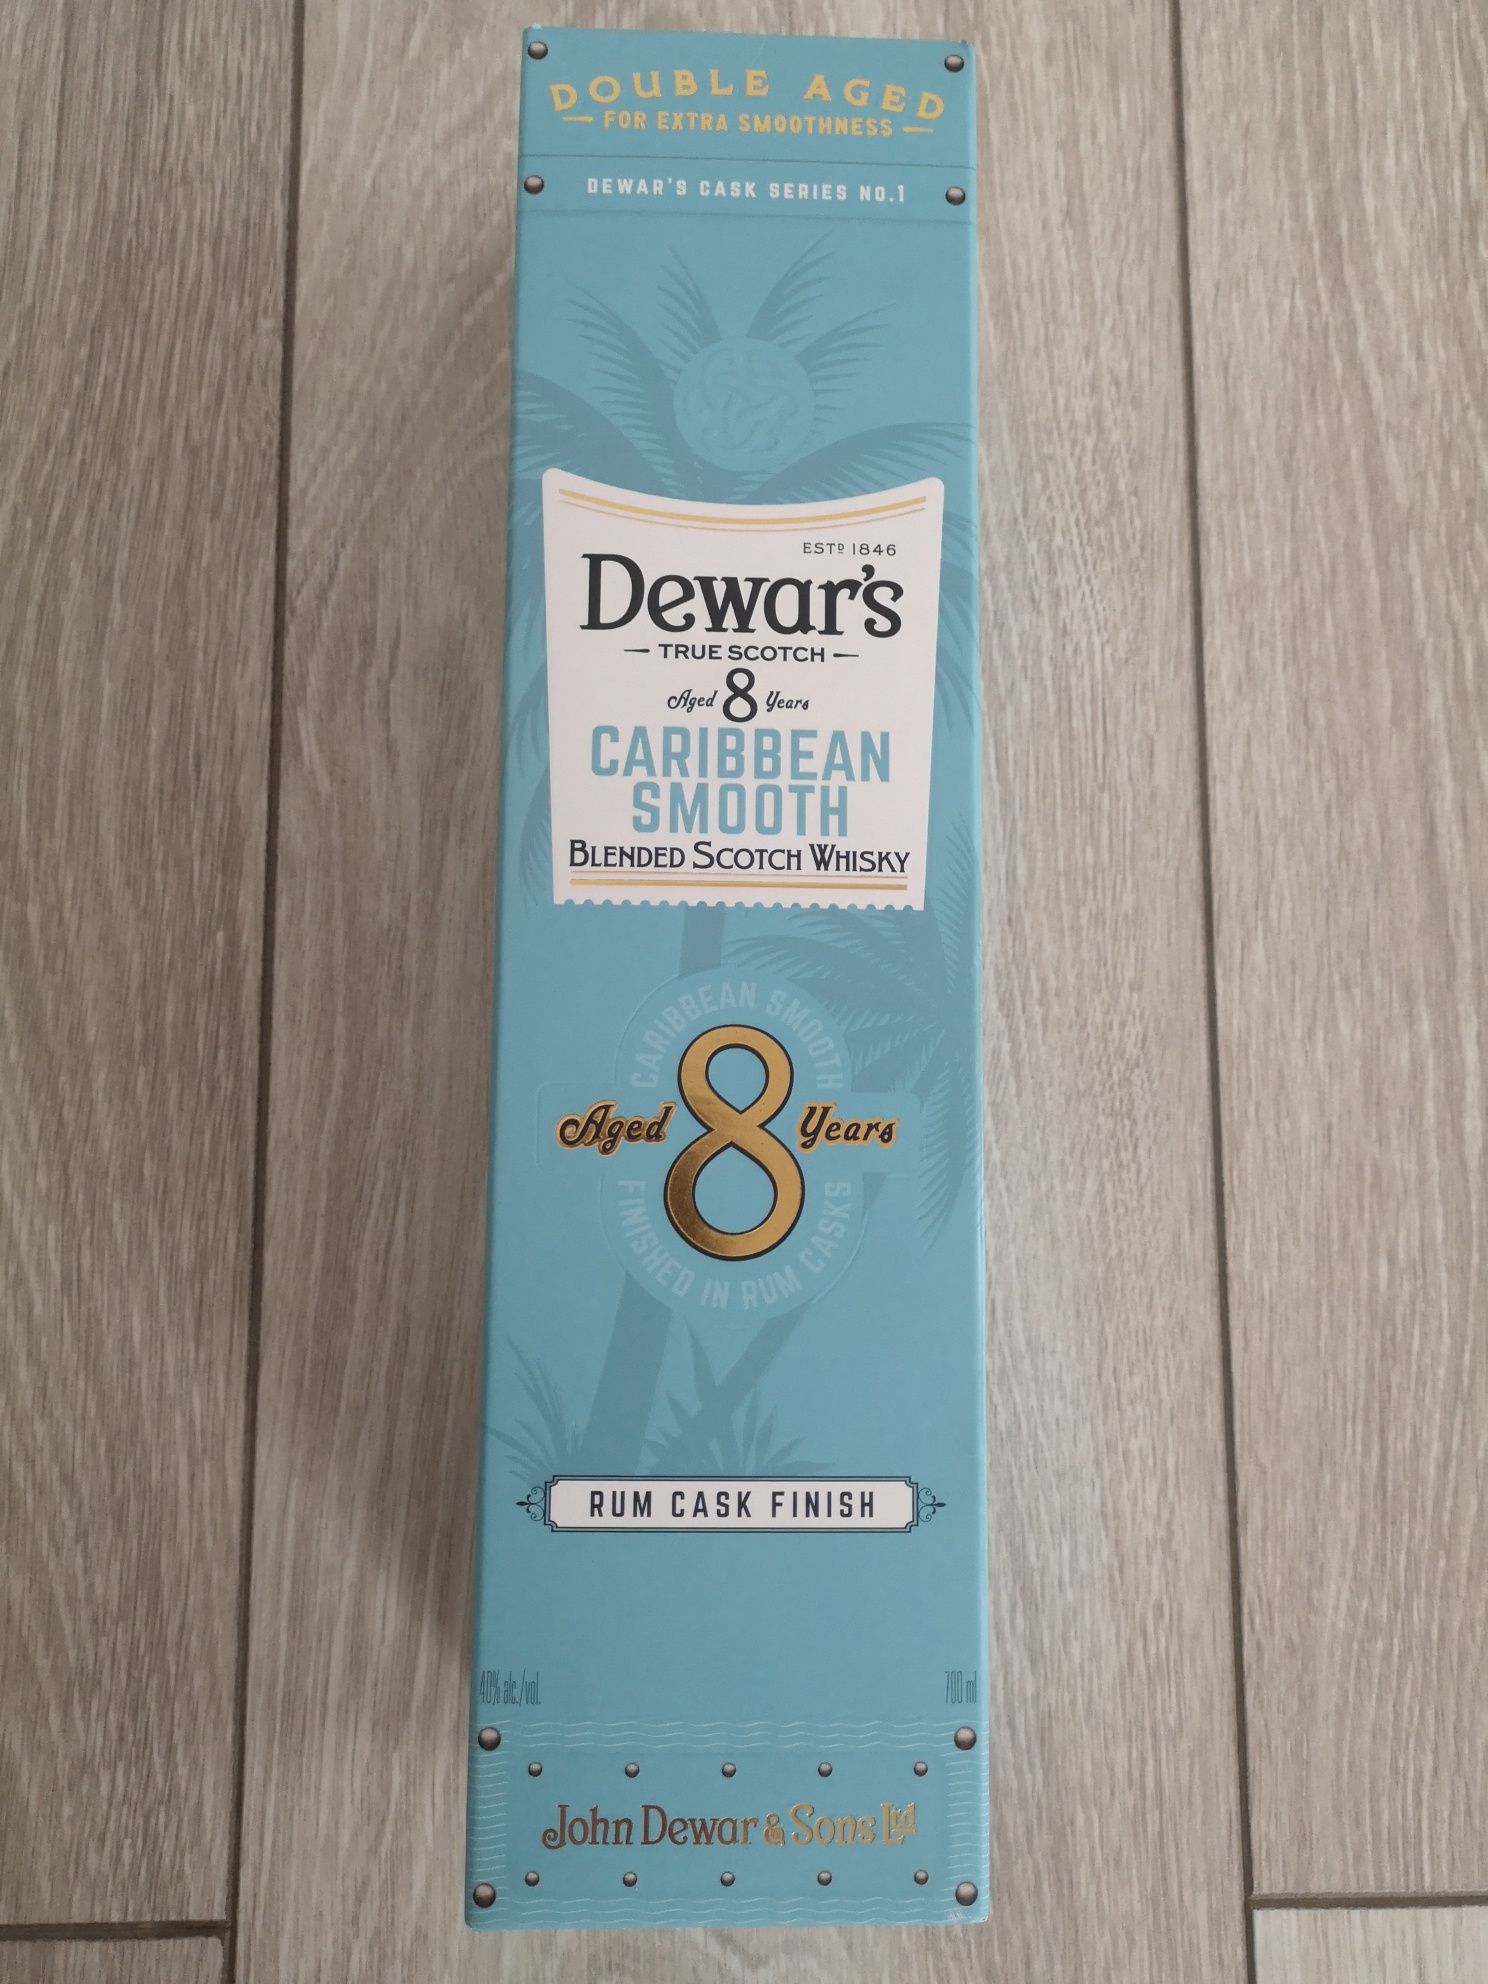 DOUBLE AGED
FOR EXTRA SMOOTHNESS
DEWAR'S CASK SERIES NO.1
ESTD 1846
Dewar's
TRUE SCOTCH
Aged 8 Years
CARIBBEAN
SMOOTH
BLENDED SCOTCH WHISKY
CARIBBEAN SMOOTH
Aged 8 Years
FINISHED IN RUM CASKS
RUM CASK FINISH
40% alc./vol.
700 ml
John Dewar & Sons Ltd